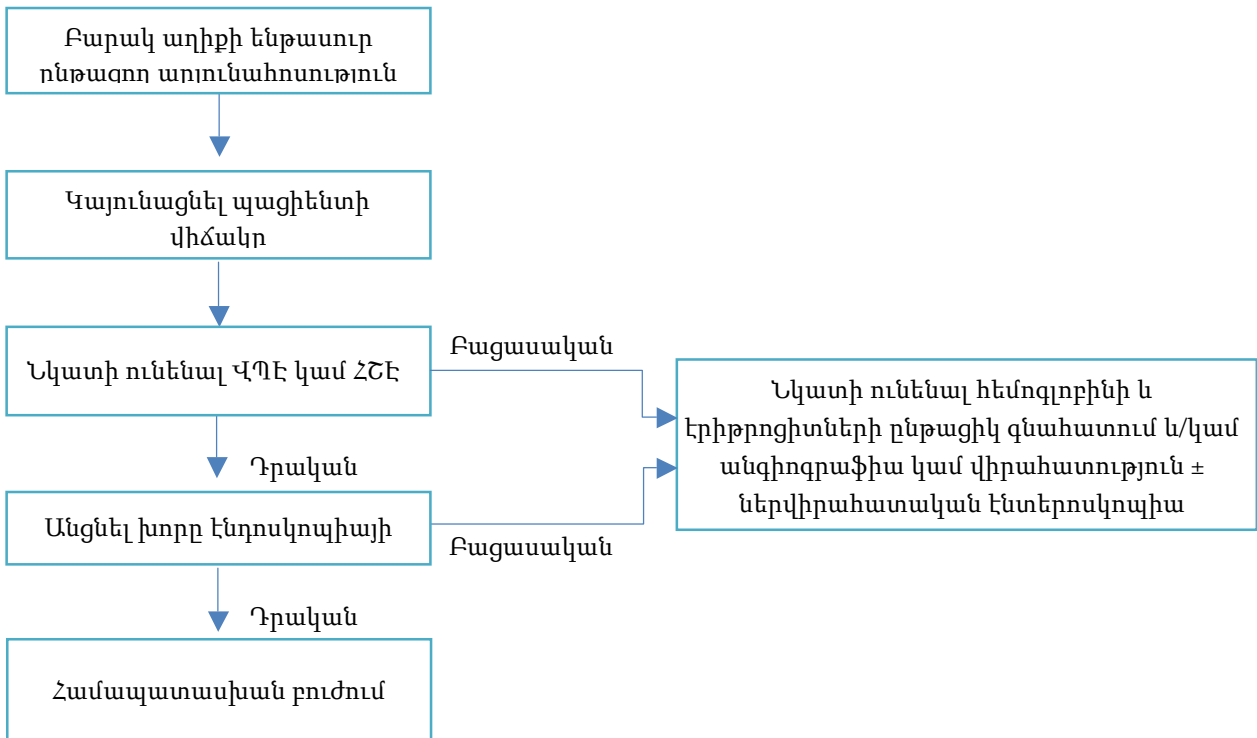 Բարակ աղիքի ենթասուր
ընթացող արյունահոսություն
Կայունացնել պացիենտի
վիճակը
Նկատի ունենալ ՎՊԷ կամ ՀՇԷ
Բացասական
Նկատի ունենալ հեմոգլոբինի և
էրիթրոցիտների ընթացիկ գնահատում և/կամ
անգիոգրաֆիա կամ վիրահատություն ±
ներվիրահատական էնտերոսկոպիա
Դրական
Անցնել խորը էնդոսկոպիայի
Բացասական
Դրական
Համապատասխան բուժում